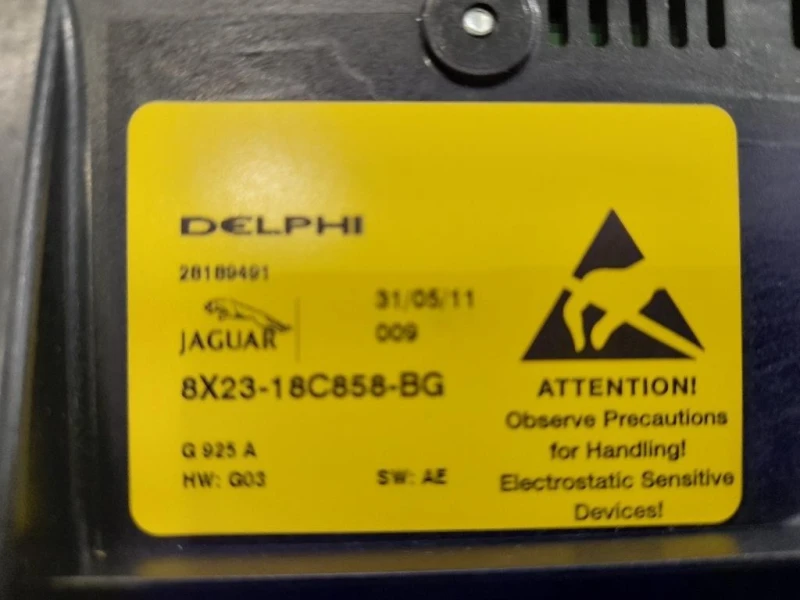 DELPHI
28189491
JAGUAR
31/05/11
009
8X23-18C858-BG
G 925 A
HW: G03
SW: AE
ATTENTION!
Observe Precautions
for Handling!
Electrostatic Sensitive
Devices!